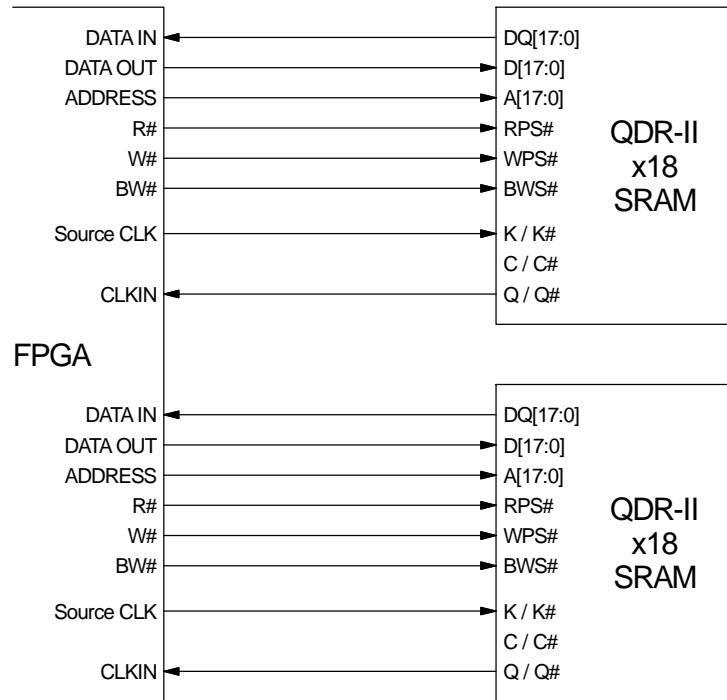 DATA IN DQ[17:0]
DATA OUT D[17:0]
ADDRESS A[17:0]
R# RPS#
W# WPS#
BW# BWS#
Source CLK K / K#
C / C#
CLKIN Q / Q#
QDR-II
x18
SRAM
FPGA
DATA IN DQ[17:0]
DATA OUT D[17:0]
ADDRESS A[17:0]
R# RPS#
W# WPS#
BW# BWS#
Source CLK K / K#
C / C#
CLKIN Q / Q#
QDR-II
x18
SRAM